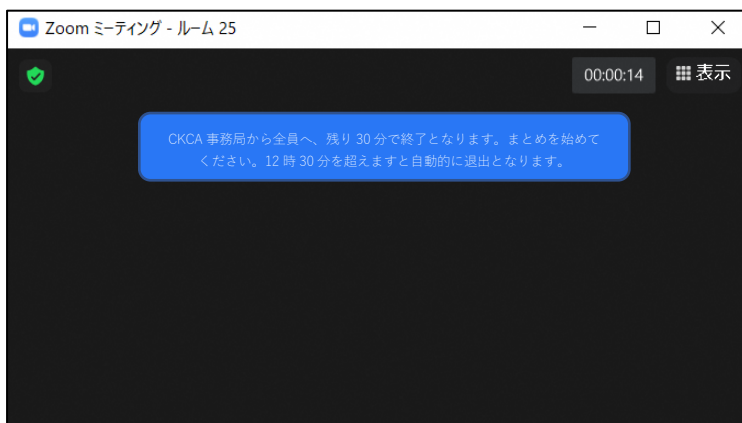 Zoom ミーティング - ルーム 25
00:00:14
表示
CKCA 事務局から全員へ、残り 30 分で終了となります。まとめを始めて
ください。12 時 30 分を超えますと自動的に退出となります。